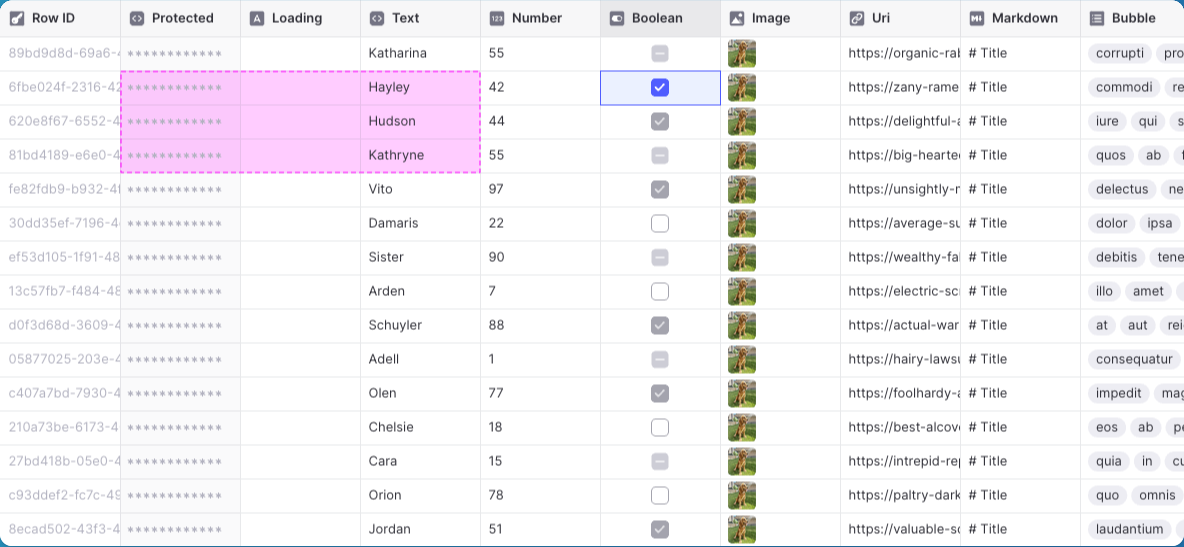 Row ID Protected Loading Text Number Boolean Image Uri Markdown Bubble
89bd9d8d-69a6- ************ Katharina 55 https://organic-ra # Title corrupti pro
6fbe024f-2316-42 ************ Hayley 42 https://zany-rame # Title commodi re
620e8f67-6552-4 ************ Hudson 44 https://delightful-a # Title iure qui s
81bd4189-e6e0-4 ************ Kathryne 55 https://big-hearte # Title quos ab
fe82fdb9-b932-4 ************ Vito 97 https://unsightly- # Title delectus ne
30dd35ef-7196-4 ************ Damaris 22 https://average-su # Title dolor ipsa
ef53d105-1f91-48 ************ Sister 90 https://wealthy-fa # Title debitis tene
13c57fb7-f484-48 ************ Arden 7 https://electric-sc # Title illo amet
d0f3d68d-3609-4 ************ Schuyler 88 https://actual-war # Title at aut rei
05877025-203e-4 ************ Adell 1 https://hairy-laws # Title consequatur
c407a7bd-7930-4 ************ Olen 77 https://foolhardy-a # Title impedit mag
210a73be-6173-4 ************ Chelsie 18 https://best-alcov # Title eos ab pe
27bd418b-05e0-4 ************ Cara 15 https://intrepid-re # Title quia in cu
c93ddef2-fc7c-49 ************ Orion 78 https://paltry-dark # Title quo omnis
8ecad502-43f3-4 ************ Jordan 51 https://valuable-s # Title laudantium